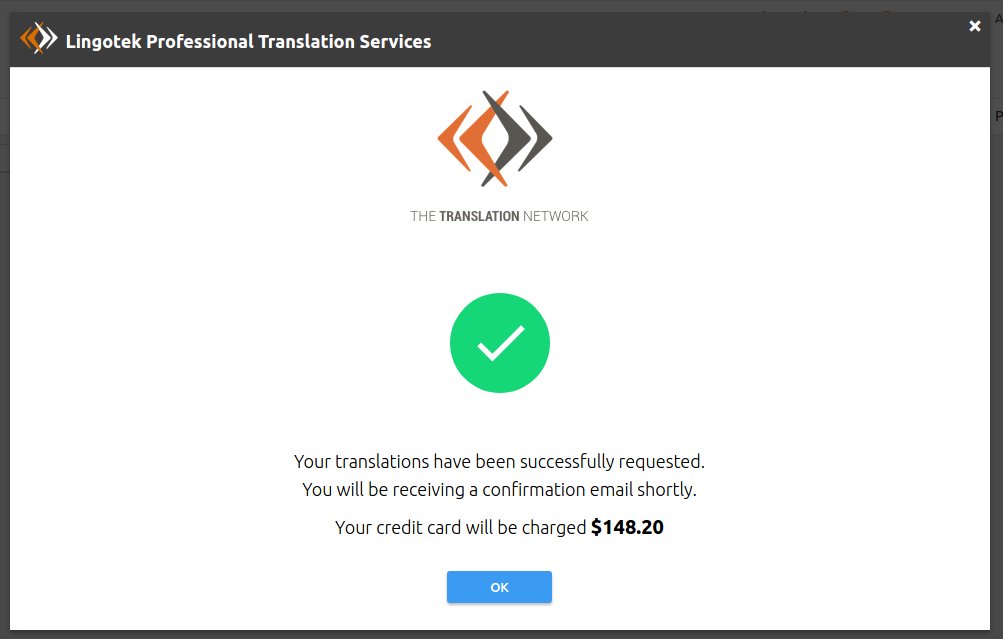 Lingotek Professional Translation Services
THE TRANSLATION NETWORK
Your translations have been successfully requested.
You will be receiving a confirmation email shortly.
Your credit card will be charged $148.20
OK